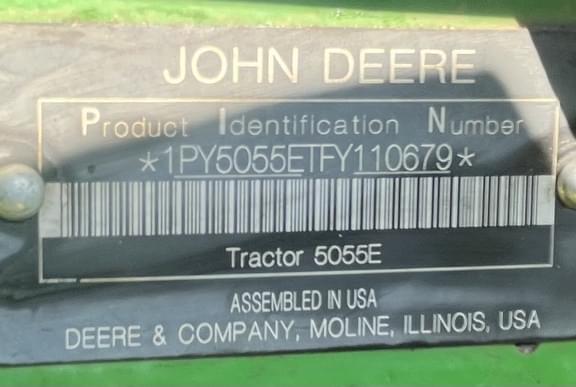 JOHN DEERE
Product Identification Number
*1PY5055ETFY110679*
Tractor 5055E
ASSEMBLED IN USA
DEERE & COMPANY, MOLINE, ILLINOIS, USA